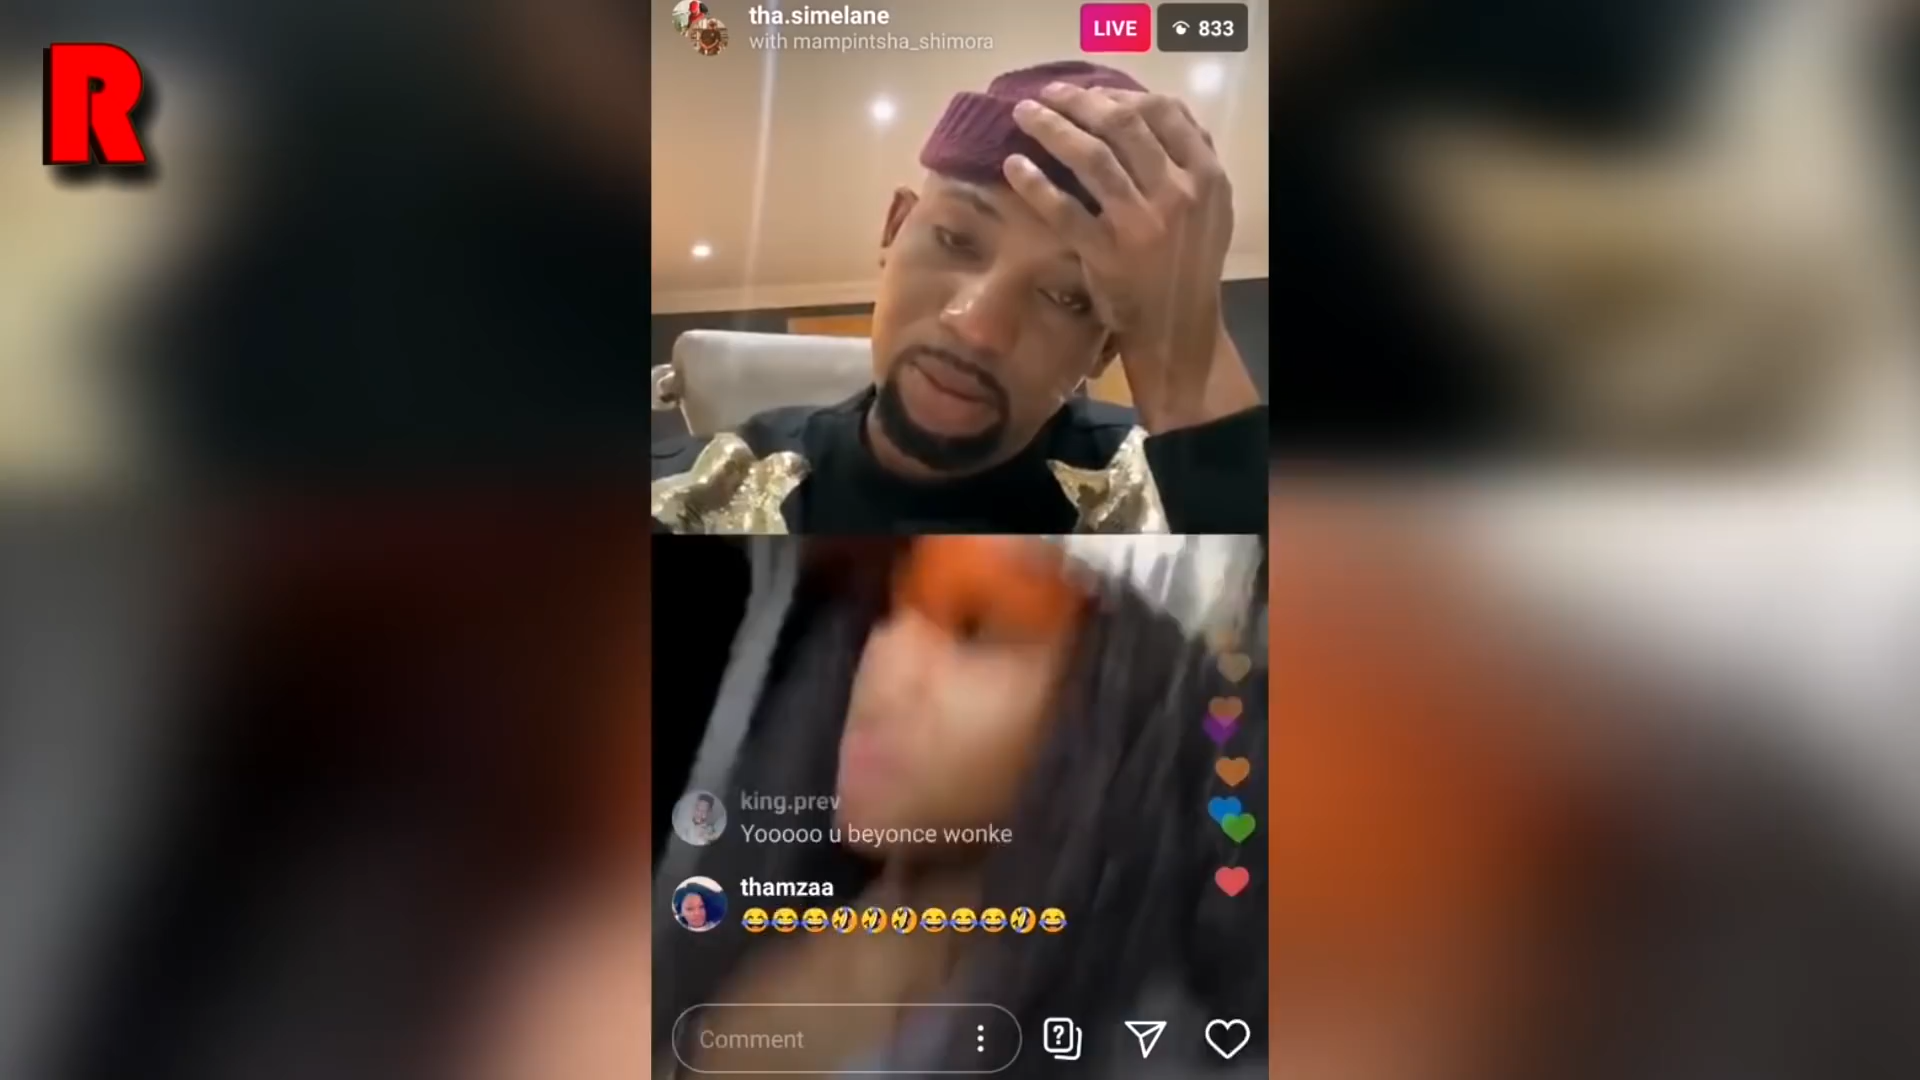 R
tha.simelane
with mampintsha_shimora
LIVE
833
king.prev
Yooooo u beyonce wonke
thamzaa
😂😂😂🤣🤣🤣😂😂😂🤣😂
Comment